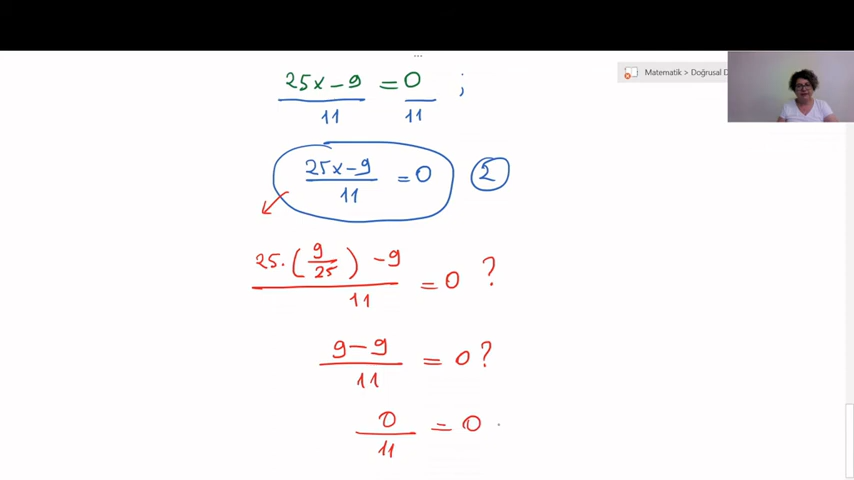 ...
25x-9/11 = 0/11 ;
Matematik > Doğrusal D
25x-9/11 = 0 2
25.(9/25) -9/11 = 0 ?
9-9/11 = 0?
0/11 = 0